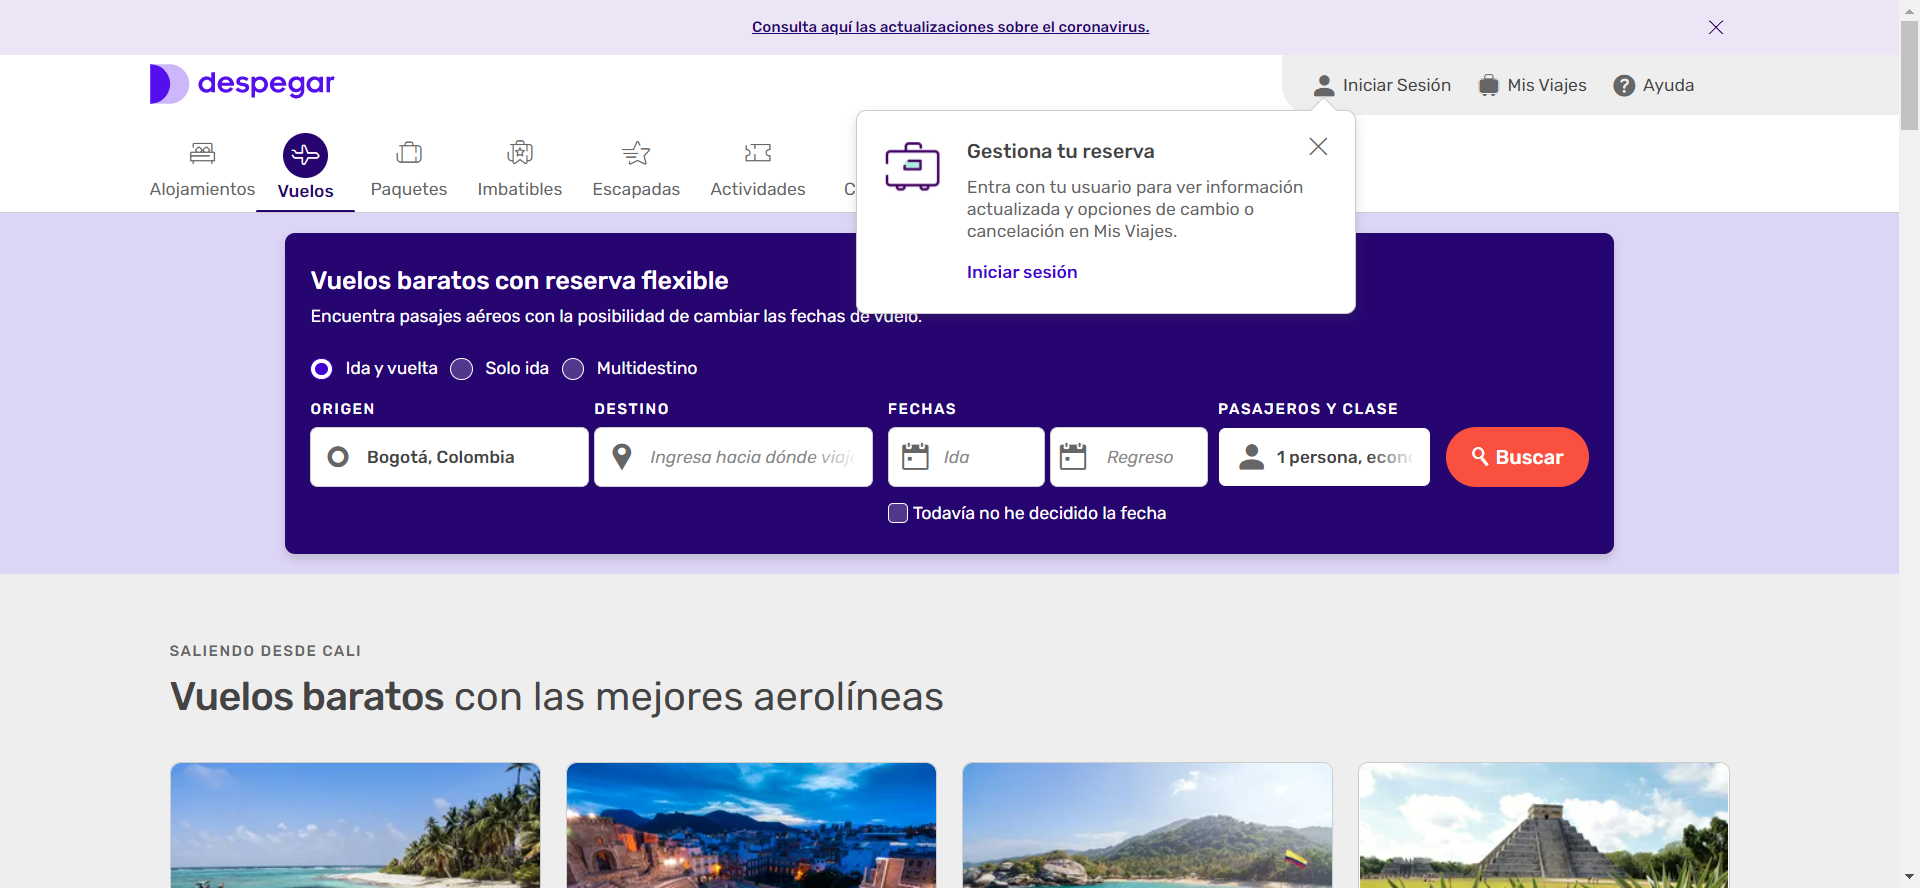 Consulta aquí las actualizaciones sobre el coronavirus.
despegar
Iniciar Sesión
Mis Viajes
? Ayuda
Alojamientos
Vuelos
Paquetes
Imbatibles
Escapadas
Actividades
C
Gestiona tu reserva
Entra con tu usuario para ver información
actualizada y opciones de cambio o
cancelación en Mis Viajes.
Iniciar sesión
Vuelos baratos con reserva flexible
Encuentra pasajes aéreos con la posibilidad de cambiar las fechas de vuelo.
Ida y vuelta
Solo ida
Multidestino
ORIGEN
DESTINO
FECHAS
PASAJEROS Y CLASE
Bogotá, Colombia
Ingresa hacia dónde viaj
Ida
Regreso
1 persona, econ
Buscar
Todavía no he decidido la fecha
SALIENDO DESDE CALI
Vuelos baratos con las mejores aerolíneas